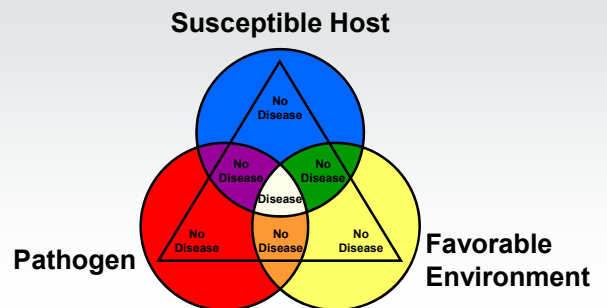 Susceptible Host
No
Disease
No
Disease
No
Disease
Disease
No
Disease
No
Disease
No
Disease
Pathogen
Favorable
Environment